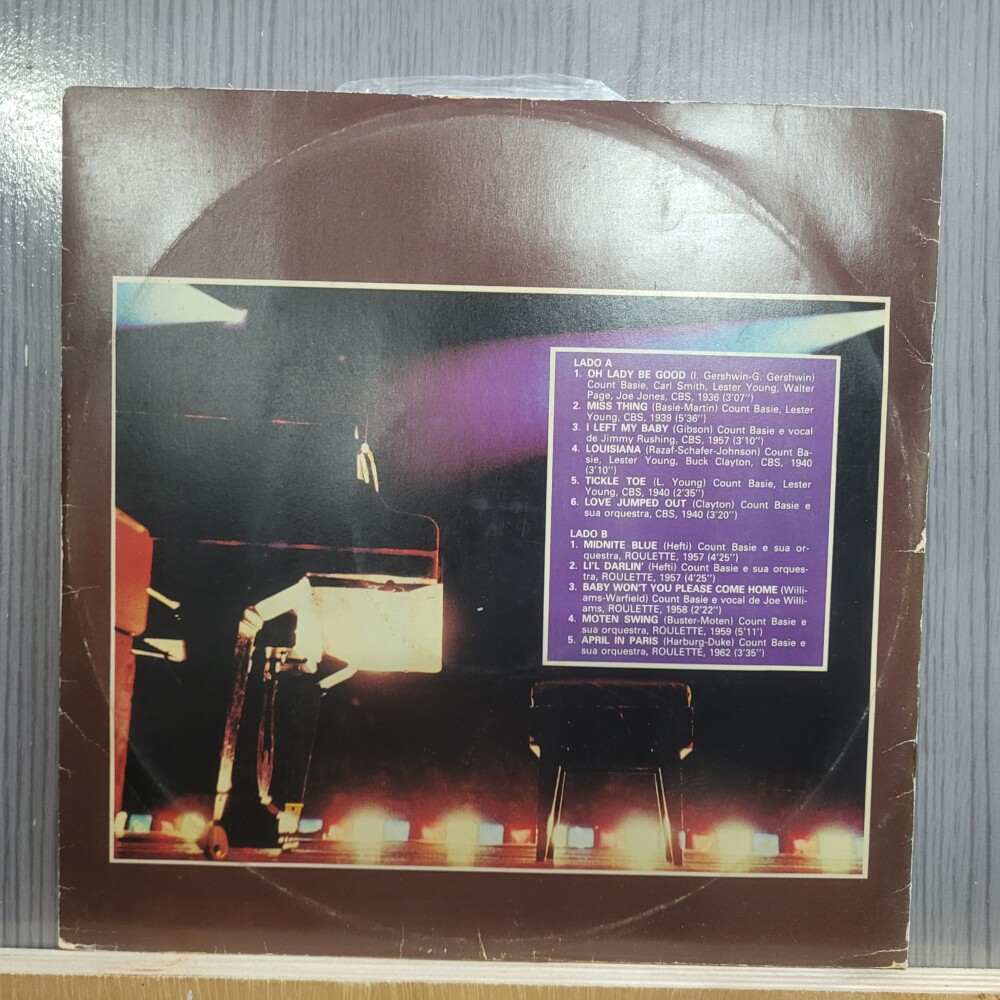 LADO A
1. OH LADY BE GOOD (I. Gershwin-G. Gershwin)
Count Basie, Carl Smith, Lester Young, Walter
Page, Joe Jones, CBS, 1936 (3'07'')
2. MISS THING (Basie-Martin) Count Basie, Lester
Young, CBS, 1939 (5'36'')
3. I LEFT MY BABY (Gibson) Count Basie e vocal
de Jimmy Rushing, CBS, 1957 (3'10'')
4. LOUISIANA (Razaf-Schafer-Johnson) Count Ba-
sie, Lester Young, Buck Clayton, CBS, 1940
(3'10'')
5. TICKLE TOE (L. Young) Count Basie, Lester
Young, CBS, 1940 (2'35'')
6. LOVE JUMPED OUT (Clayton) Count Basie e
sua orquestra, CBS, 1940 (3'20'')
LADO B
1. MIDNITE BLUE (Hefti) Count Basie e sua or-
questra, ROULETTE, 1957 (4'25'')
2. LI'L DARLIN' (Hefti) Count Basie e sua orques-
tra, ROULETTE, 1957 (4'25'')
3. BABY WON'T YOU PLEASE COME HOME (Willi-
ams-Warfield) Count Basie e vocal de Joe Willi-
ams, ROULETTE, 1958 (2'22'')
4. MOTEN SWING (Buster-Moten) Count Basie e
sua orquestra, ROULETTE, 1959 (5'11')
5. APRIL IN PARIS (Harburg-Duke) Count Basie e
sua orquestra, ROULETTE, 1962 (3'35'')